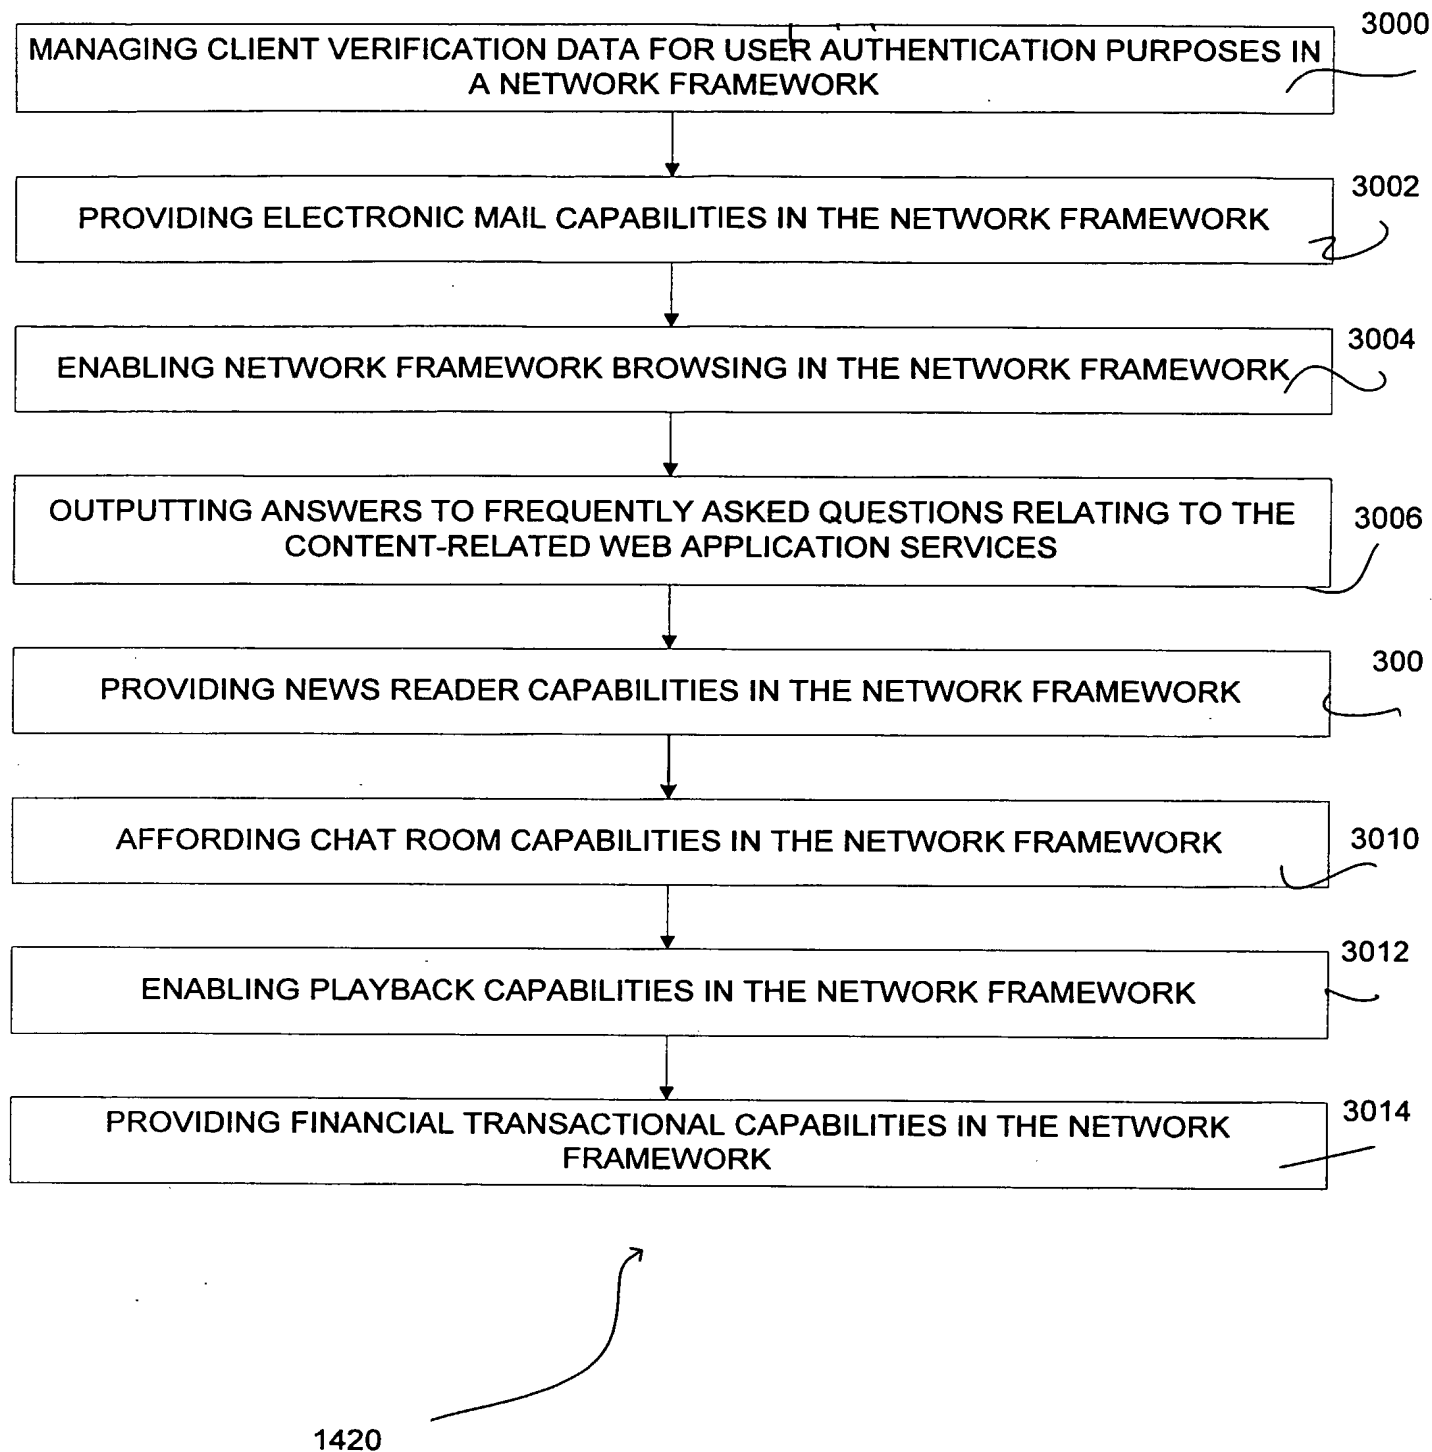 3000
MANAGING CLIENT VERIFICATION DATA FOR USER AUTHENTICATION PURPOSES IN
A NETWORK FRAMEWORK
3002
PROVIDING ELECTRONIC MAIL CAPABILITIES IN THE NETWORK FRAMEWORK
3004
ENABLING NETWORK FRAMEWORK BROWSING IN THE NETWORK FRAMEWORK
OUTPUTTING ANSWERS TO FREQUENTLY ASKED QUESTIONS RELATING TO THE
3006
CONTENT-RELATED WEB APPLICATION SERVICES
300
PROVIDING NEWS READER CAPABILITIES IN THE NETWORK FRAMEWORK
AFFORDING CHAT ROOM CAPABILITIES IN THE NETWORK FRAMEWORK
3010
3012
ENABLING PLAYBACK CAPABILITIES IN THE NETWORK FRAMEWORK
3014
PROVIDING FINANCIAL TRANSACTIONAL CAPABILITIES IN THE NETWORK
FRAMEWORK
1420